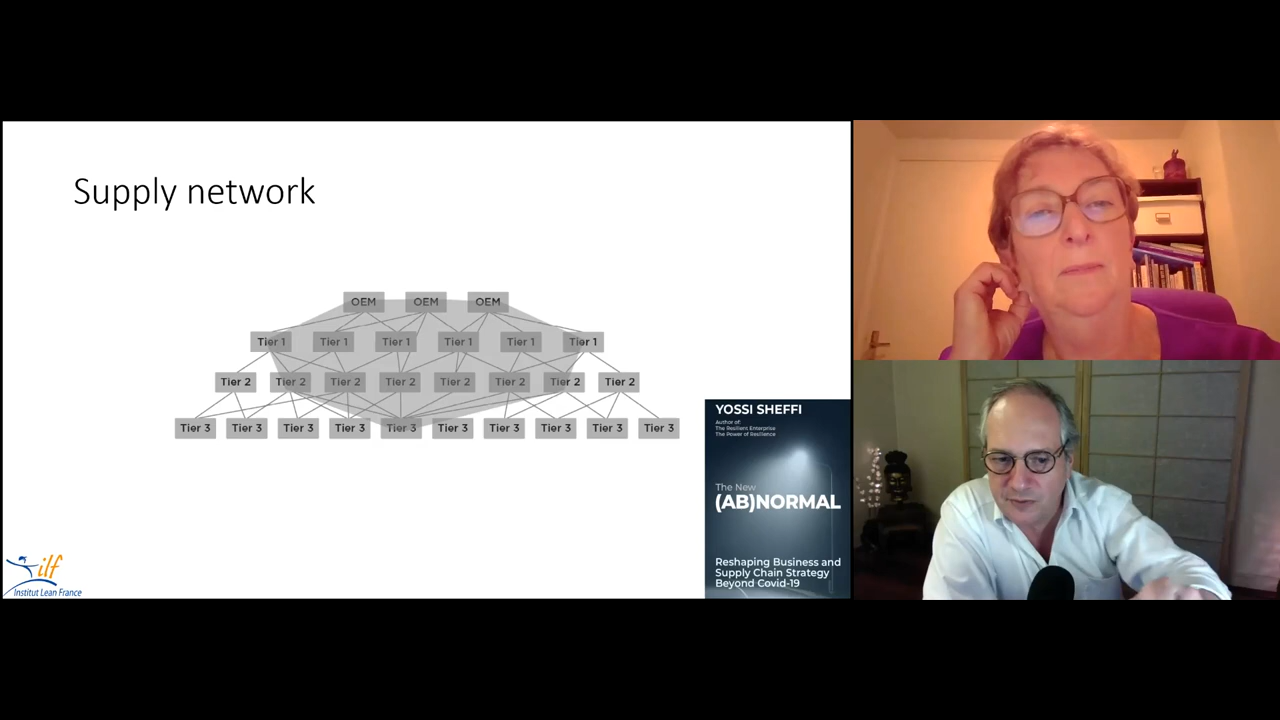 Supply network
OEM OEM OEM
Tier 1 Tier 1 Tier 1 Tier 1 Tier 1 Tier 1
Tier 2 Tier 2 Tier 2 Tier 2 Tier 2 Tier 2 Tier 2 Tier 2
Tier 3 Tier 3 Tier 3 Tier 3 Tier 3 Tier 3 Tier 3 Tier 3 Tier 3 Tier 3
YOSSI SHEFFI
Author of:
The Resilient Enterprise
The Power of Resilience
The New
(AB)NORMAL
Reshaping Business and
Supply Chain Strategy
Beyond Covid-19
ilf
Institut Lean France